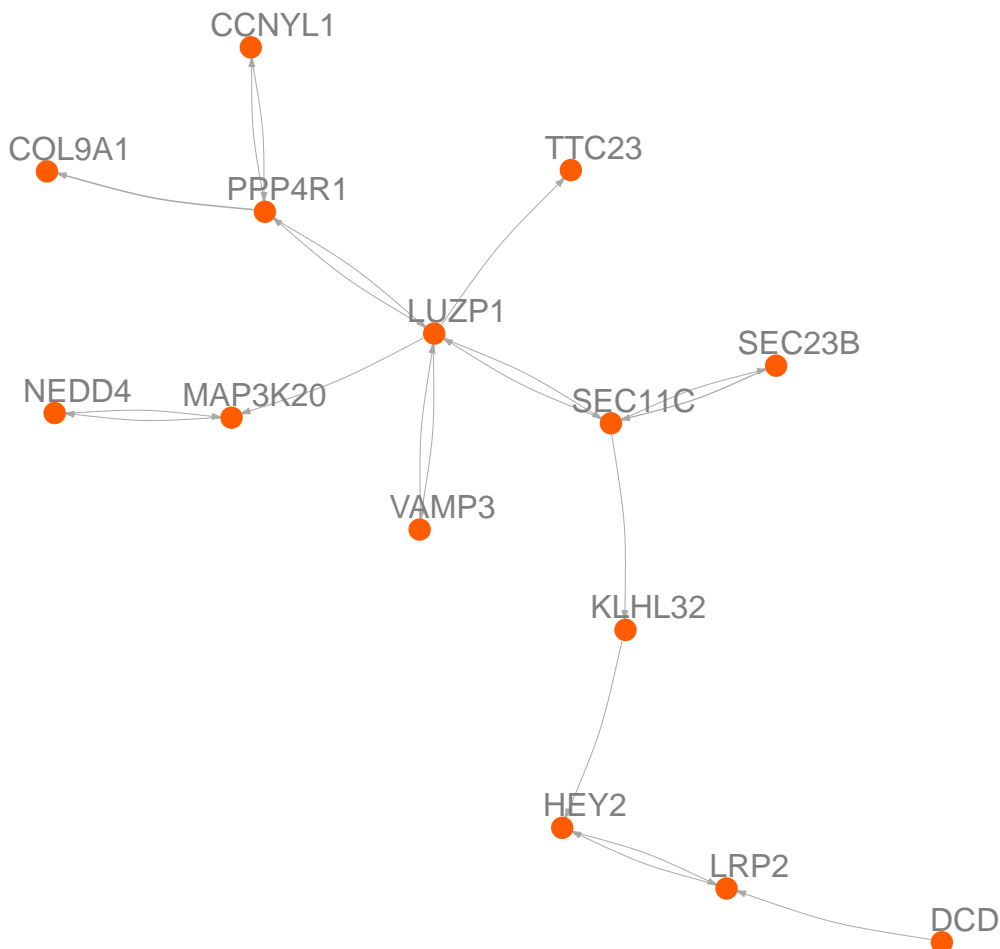 CCNYL1
COL9A1
TTC23
PPP4R1
LUZP1
SEC23B
NEDD4
MAP3K20
SEC11C
VAMP3
KLHL32
HEY2
LRP2
DCD